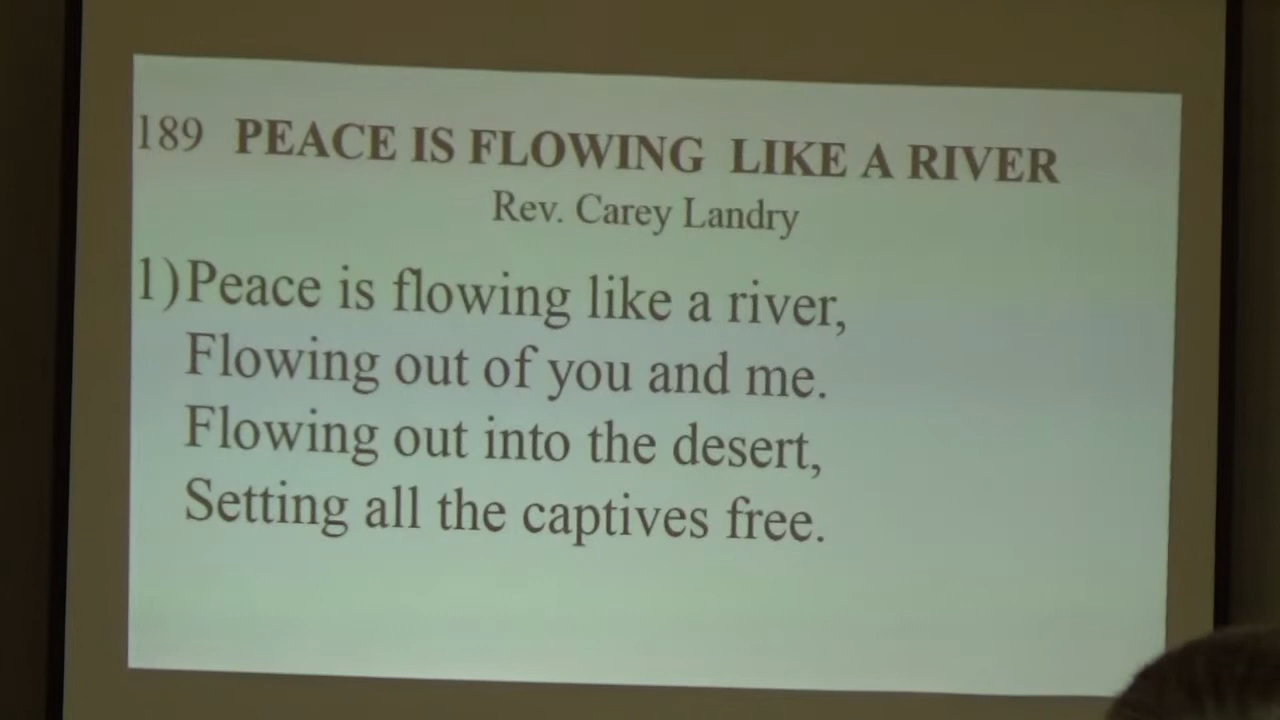 189 PEACE IS FLOWING LIKE A RIVER
Rev. Carey Landry
1) Peace is flowing like a river,
Flowing out of you and me.
Flowing out into the desert,
Setting all the captives free.